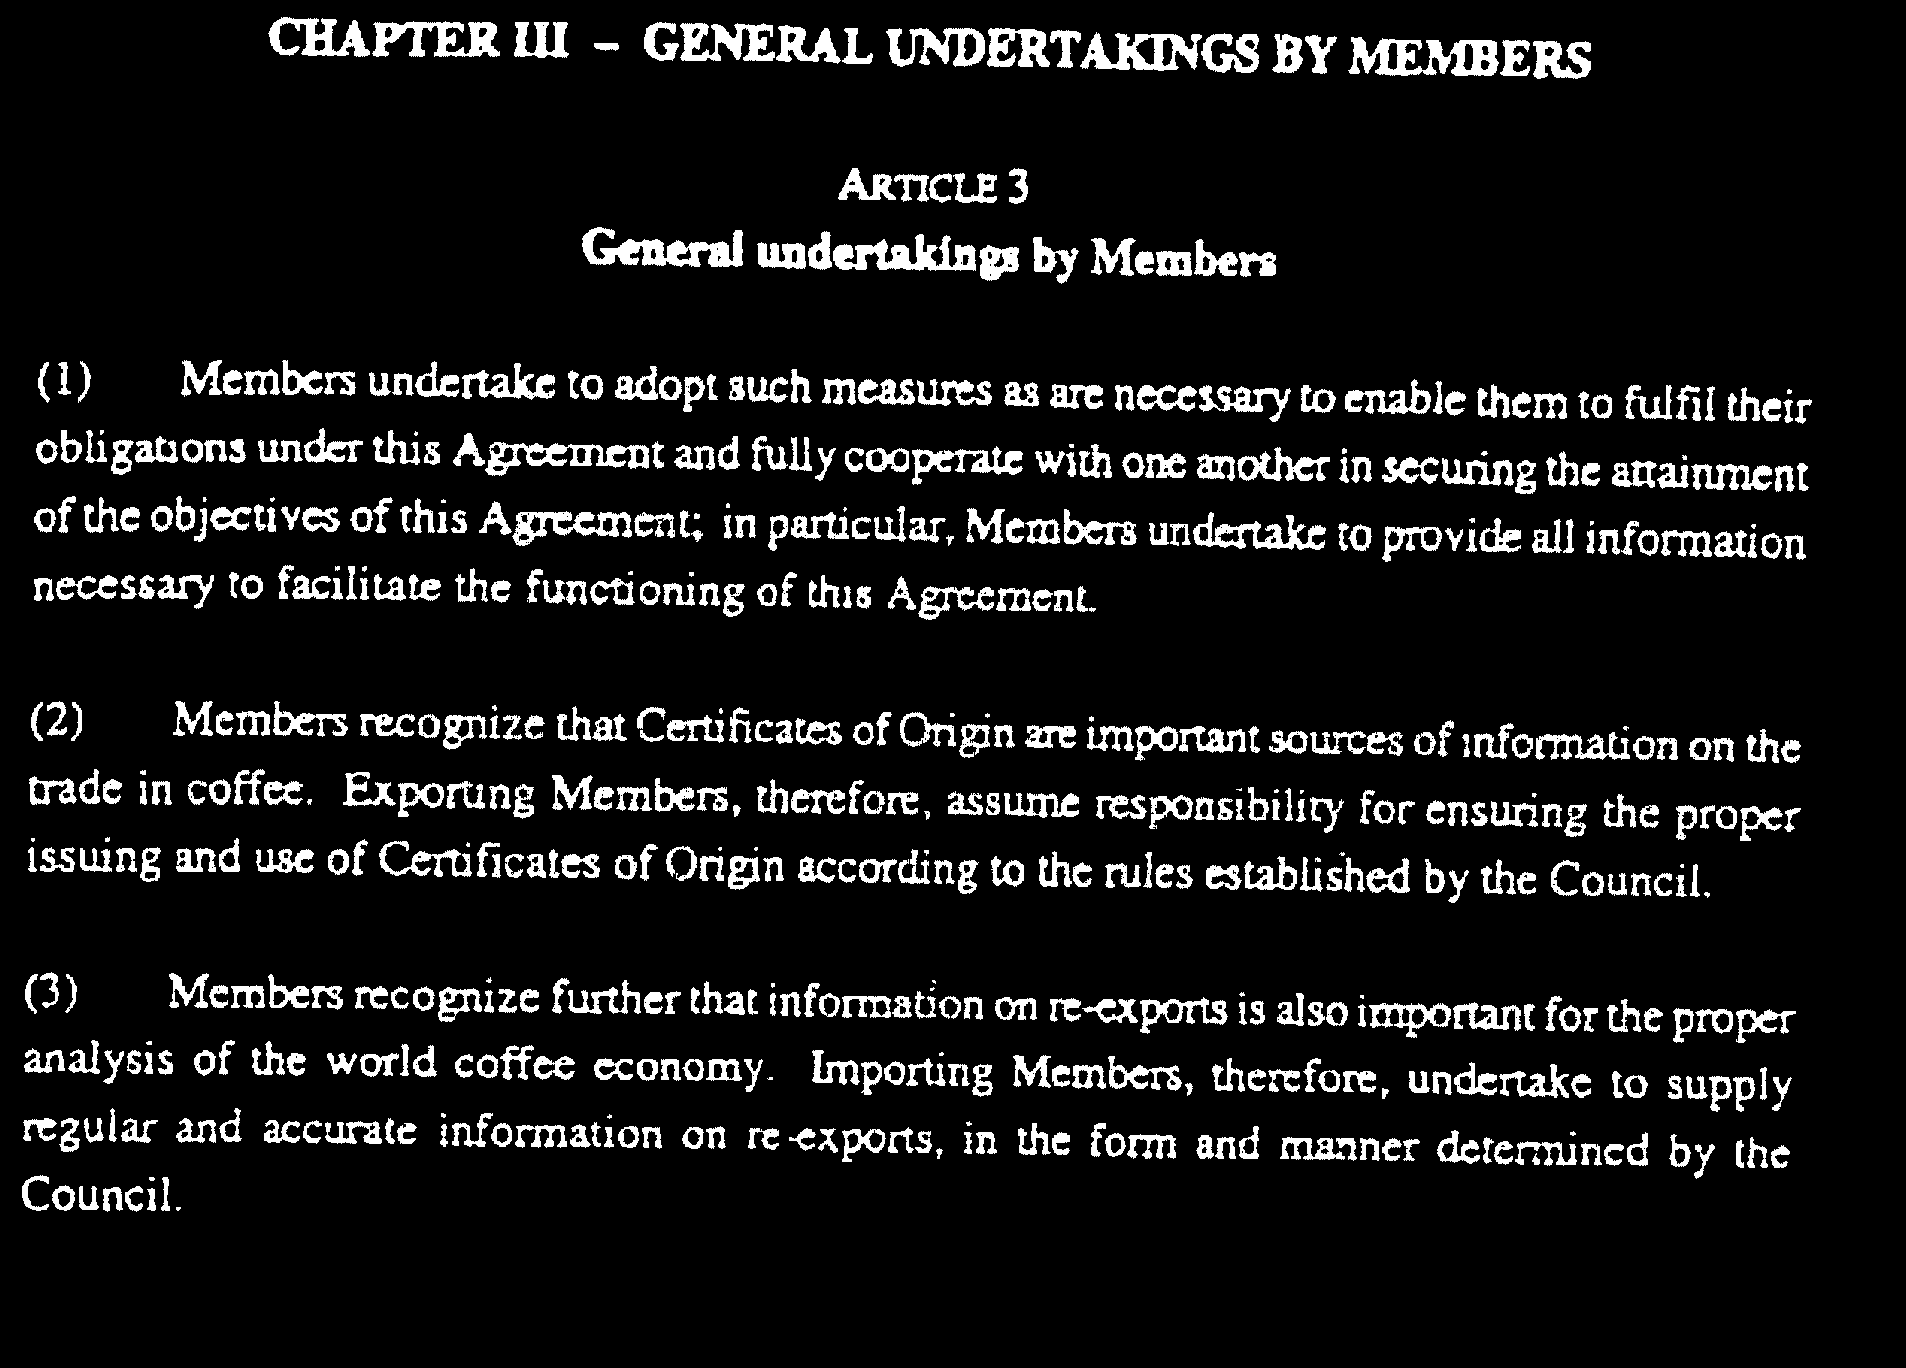 CHAPTER III – GENERAL UNDERTAKINGS BY MEMBERS
ARTICLE 3
General undertakings by Members
(1) Members undertake to adopt such measures as are necessary to enable them to fulfil their
obligations under this Agreement and fully cooperate with one another in securing the attainment
of the objectives of this Agreement; in particular, Members undertake to provide all information
necessary to facilitate the functioning of this Agreement.
(2) Members recognize that Certificates of Origin are important sources of information on the
trade in coffee. Exporting Members, therefore, assume responsibility for ensuring the proper
issuing and use of Certificates of Origin according to the rules established by the Council.
(3) Members recognize further that information on re-exports is also important for the proper
analysis of the world coffee economy. Importing Members, therefore, undertake to supply
regular and accurate information on re-exports, in the form and manner determined by the
Council.